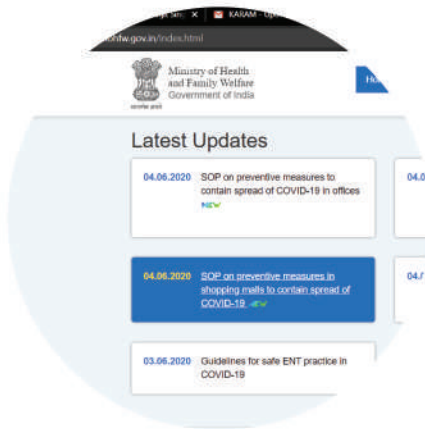 KARAM - Up
.gov.in/index.html
Ministry of Health
and Family Welfare
Government of India
Latest Updates
04.06.2020 SOP on preventive measures to
contain spread of COVID-19 in offices
NEW
04.06.2020 SOP on preventive measures in
shopping malls to contain spread of
COVID-19 NEW
03.06.2020 Guidelines for safe ENT practice in
COVID-19